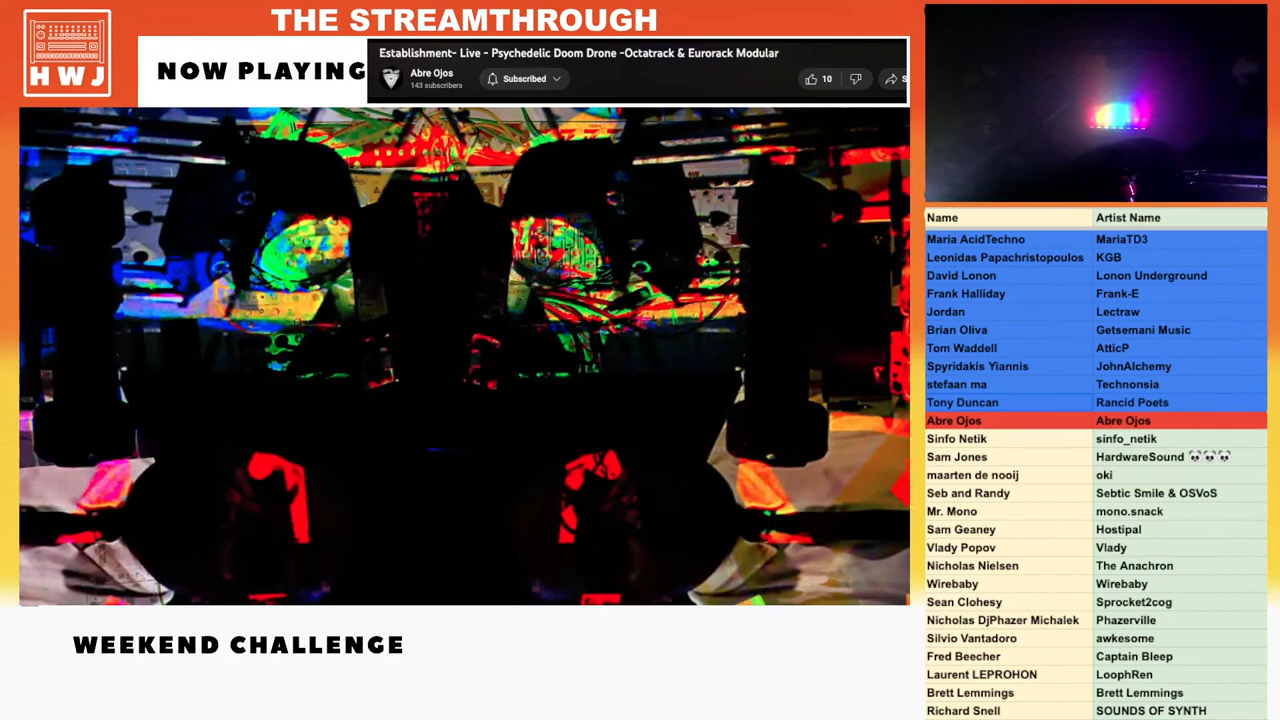 THE STREAMTHROUGH
HWJ
NOW PLAYING
Establishment- Live - Psychedelic Doom Drone -Octatrack & Eurorack Modular
Abre Ojos
143 subscribers
Subscribed
10
S
Name Artist Name
Maria AcidTechno MariaTD3
Leonidas Papachristopoulos KGB
David Lonon Lonon Underground
Frank Halliday Frank-E
Jordan Lectraw
Brian Oliva Getsemani Music
Tom Waddell AtticP
Spyridakis Yiannis JohnAlchemy
stefaan ma Technonsia
Tony Duncan Rancid Poets
Abre Ojos Abre Ojos
Sinfo Netik sinfo_netik
Sam Jones HardwareSound 🐼🐼🐼
maarten de nooij oki
Seb and Randy Sebtic Smile & OSVoS
Mr. Mono mono.snack
Sam Geaney Hostipal
Vlady Popov Vlady
Nicholas Nielsen The Anachron
Wirebaby Wirebaby
Sean Clohesy Sprocket2cog
Nicholas DjPhazer Michalek Phazerville
Silvio Vantadoro awkesome
Fred Beecher Captain Bleep
Laurent LEPROHON LoophRen
Brett Lemmings Brett Lemmings
Richard Snell SOUNDS OF SYNTH
WEEKEND CHALLENGE